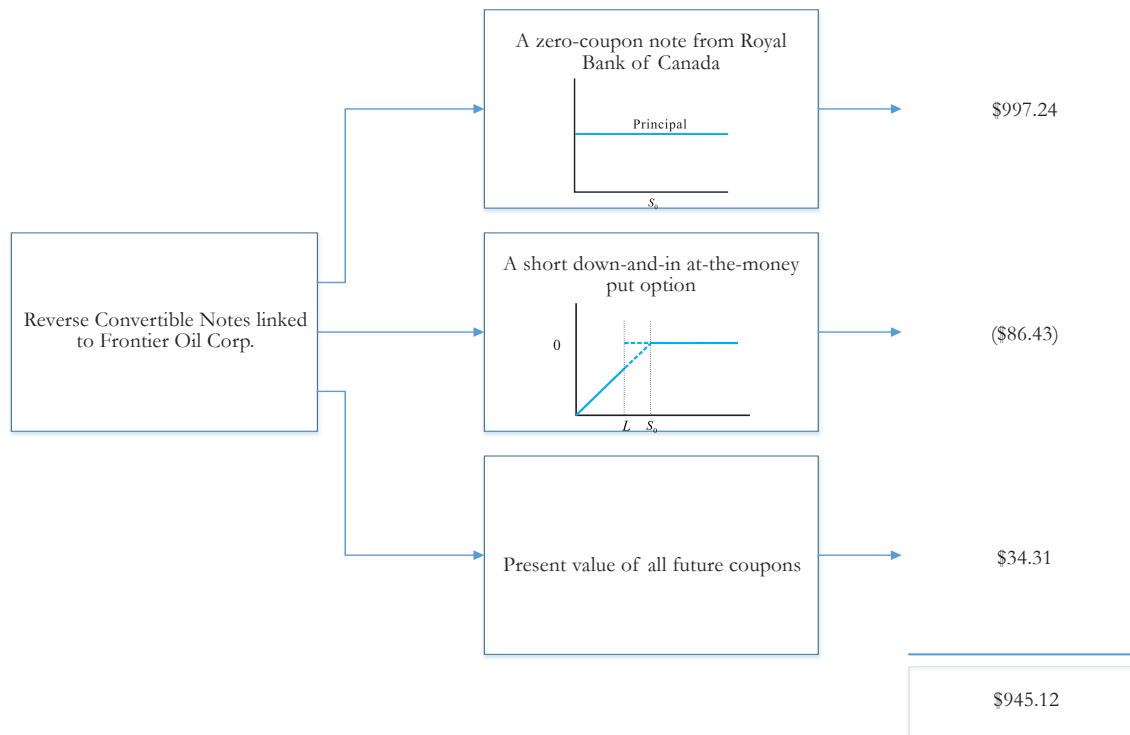 A zero-coupon note from Royal
Bank of Canada
Principal
S₀
$997.24
Reverse Convertible Notes linked
to Frontier Oil Corp.
A short down-and-in at-the-money
put option
0
L S₀
($86.43)
Present value of all future coupons
$34.31
$945.12